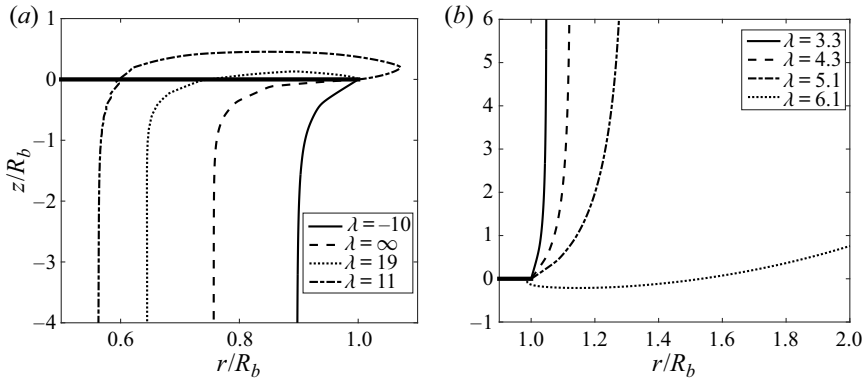 (a)
1
0
−1
−2
−3
−4
z/R_b
0.6
0.8
1.0
r/R_b
λ = −10
λ = ∞
λ = 19
λ = 11
(b)
6
5
4
3
2
1
0
−1
1.0
1.2
1.4
1.6
1.8
2.0
r/R_b
λ = 3.3
λ = 4.3
λ = 5.1
λ = 6.1